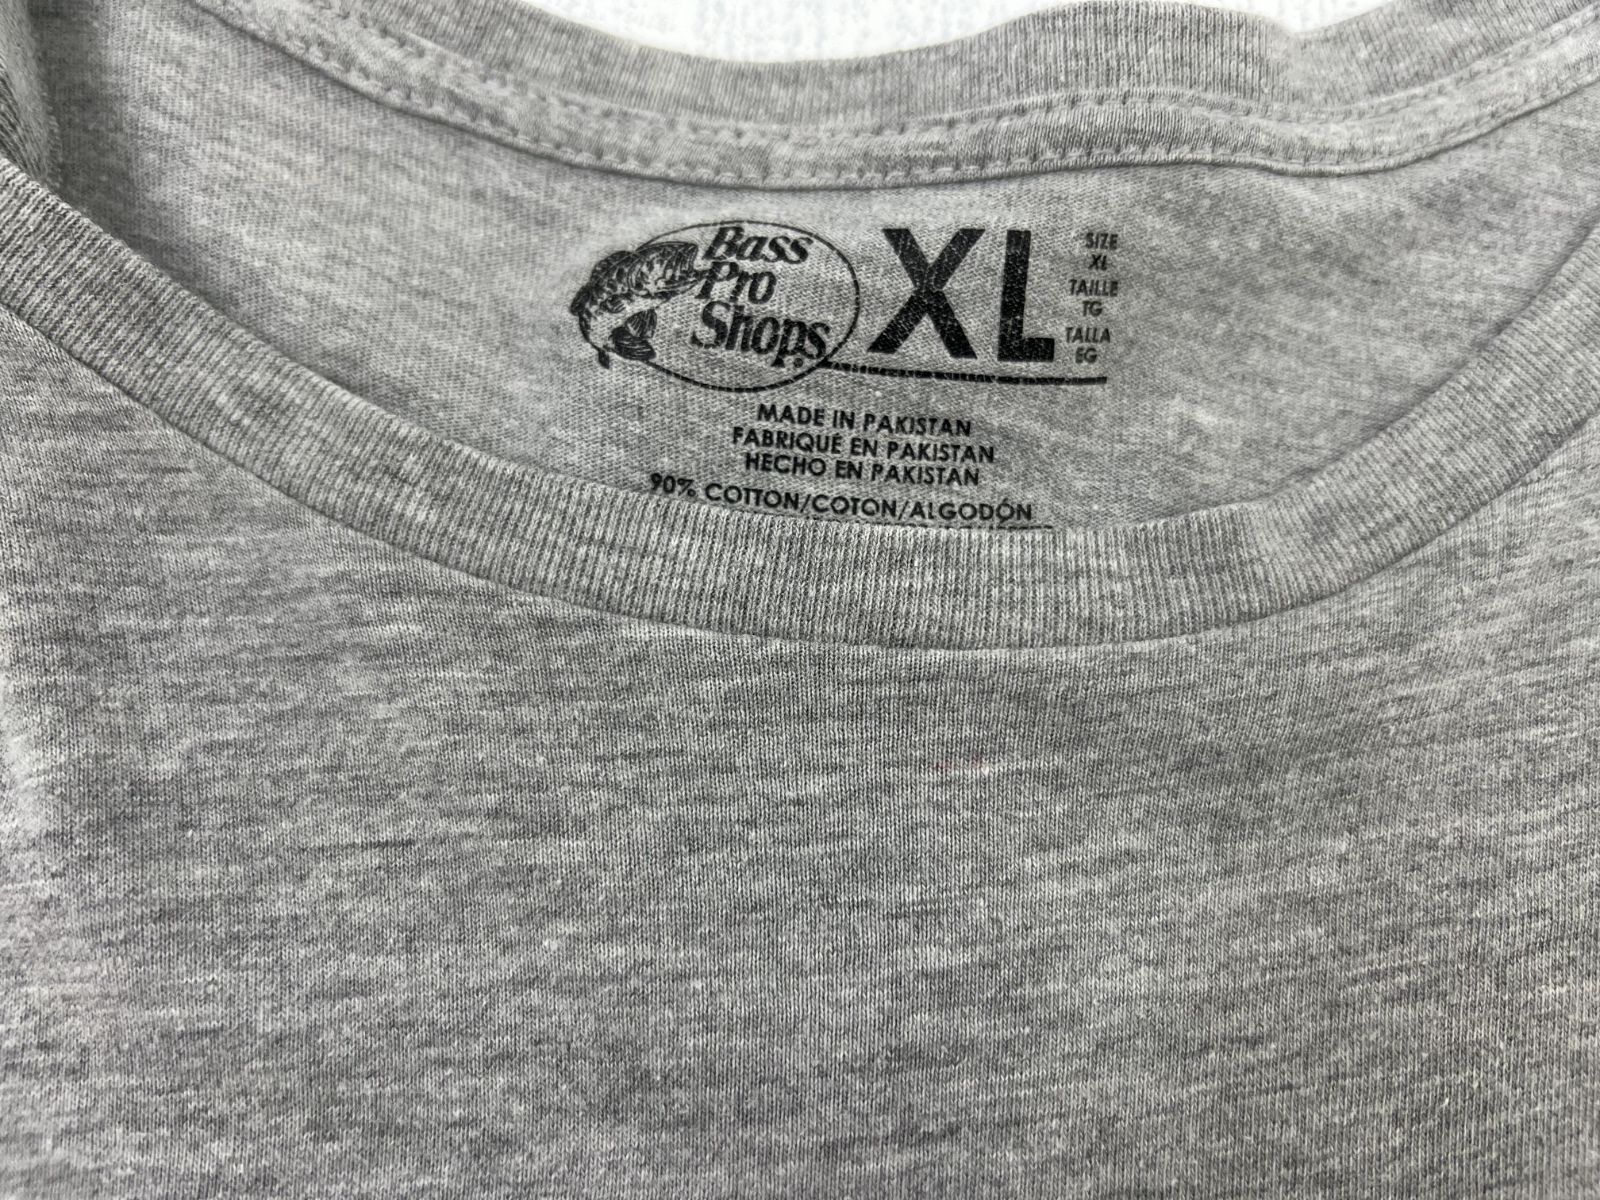 Bass
Pro
Shops
XL
SIZE
XL
TAILLE
TG
TALLA
EG
MADE IN PAKISTAN
FABRIQUÉ EN PAKISTAN
HECHO EN PAKISTAN
90% COTTON/COTON/ALGODÓN